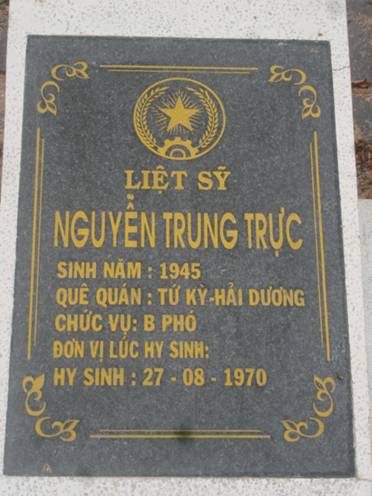 LIỆT SỸ
NGUYỄN TRUNG TRỰC
SINH NĂM : 1945
QUÊ QUÁN : TỨ KỲ-HẢI DƯƠNG
CHỨC VỤ: B PHÓ
ĐƠN VỊ LÚC HY SINH:
HY SINH : 27 - 08 - 1970